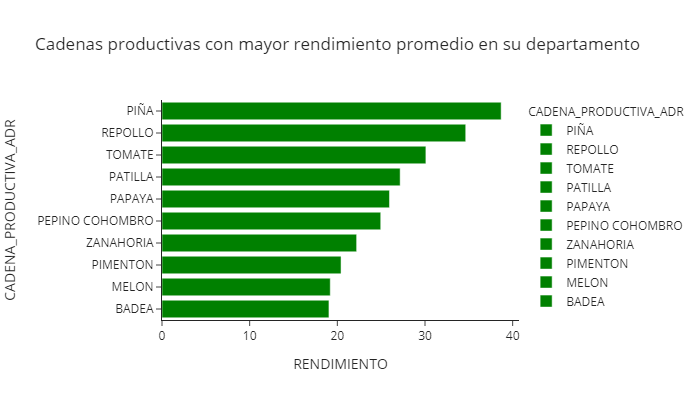 Cadenas productivas con mayor rendimiento promedio en su departamento
CADENA_PRODUCTIVA_ADR
PIÑA
REPOLLO
TOMATE
PATILLA
PAPAYA
PEPINO COHOMBRO
ZANAHORIA
PIMENTON
MELON
BADEA
0 10 20 30 40
RENDIMIENTO
CADENA_PRODUCTIVA_ADR
PIÑA
REPOLLO
TOMATE
PATILLA
PAPAYA
PEPINO COHOMBRO
ZANAHORIA
PIMENTON
MELON
BADEA